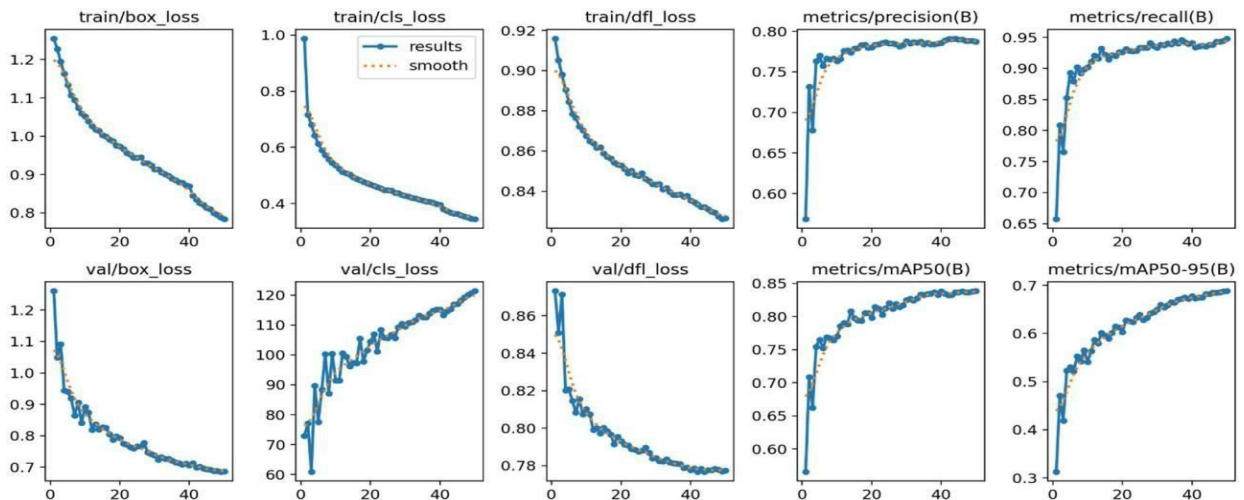 train/box_loss
train/cls_loss
train/dfl_loss
metrics/precision(B)
metrics/recall(B)
1.2
1.1
1.0
0.9
0.8
0 20 40
1.0
0.8
0.6
0.4
0 20 40
results
smooth
0.92
0.90
0.88
0.86
0.84
0 20 40
0.80
0.75
0.70
0.65
0.60
0 20 40
0.95
0.90
0.85
0.80
0.75
0.70
0.65
0 20 40
val/box_loss
val/cls_loss
val/dfl_loss
metrics/mAP50(B)
metrics/mAP50-95(B)
1.2
1.1
1.0
0.9
0.8
0.7
0 20 40
120
110
100
90
80
70
60
0 20 40
0.86
0.84
0.82
0.80
0.78
0 20 40
0.85
0.80
0.75
0.70
0.65
0.60
0 20 40
0.7
0.6
0.5
0.4
0.3
0 20 40